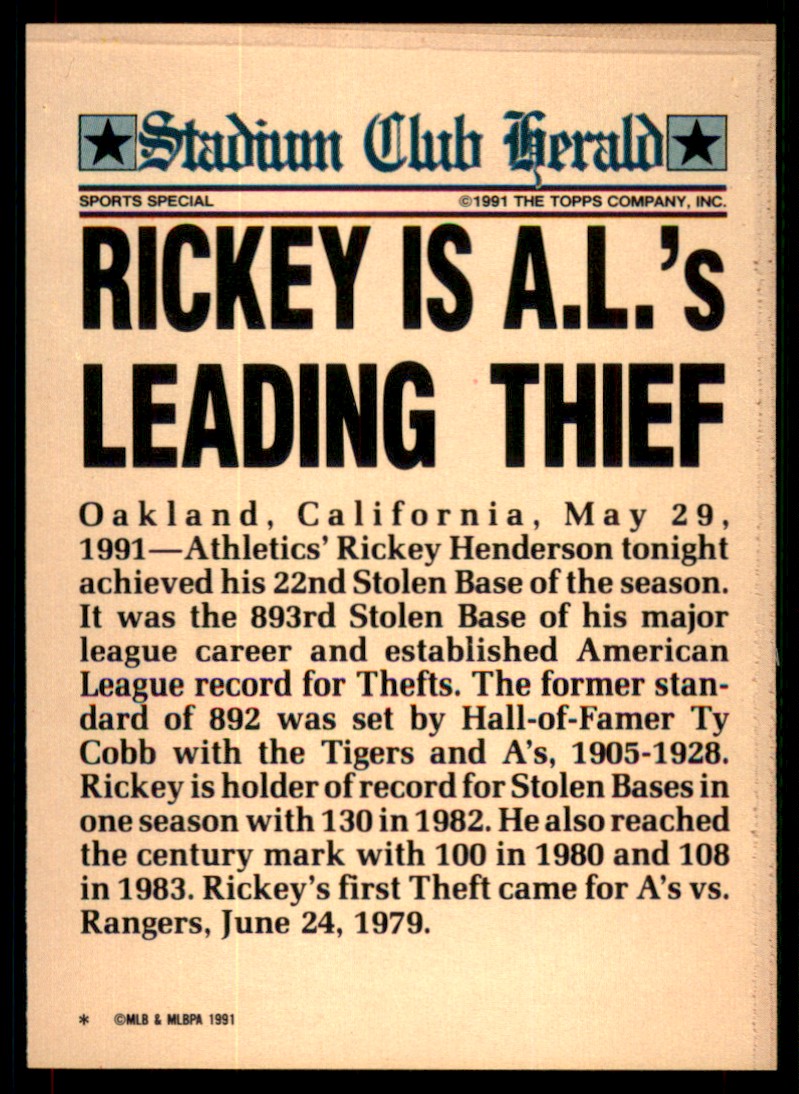 ★ Stadium Club Herald ★
SPORTS SPECIAL ©1991 THE TOPPS COMPANY, INC.
RICKEY IS A.L.'s
LEADING THIEF
Oakland, California, May 29,
1991—Athletics' Rickey Henderson tonight
achieved his 22nd Stolen Base of the season.
It was the 893rd Stolen Base of his major
league career and established American
League record for Thefts. The former stan-
dard of 892 was set by Hall-of-Famer Ty
Cobb with the Tigers and A's, 1905-1928.
Rickey is holder of record for Stolen Bases in
one season with 130 in 1982. He also reached
the century mark with 100 in 1980 and 108
in 1983. Rickey's first Theft came for A's vs.
Rangers, June 24, 1979.
* ©MLB & MLBPA 1991